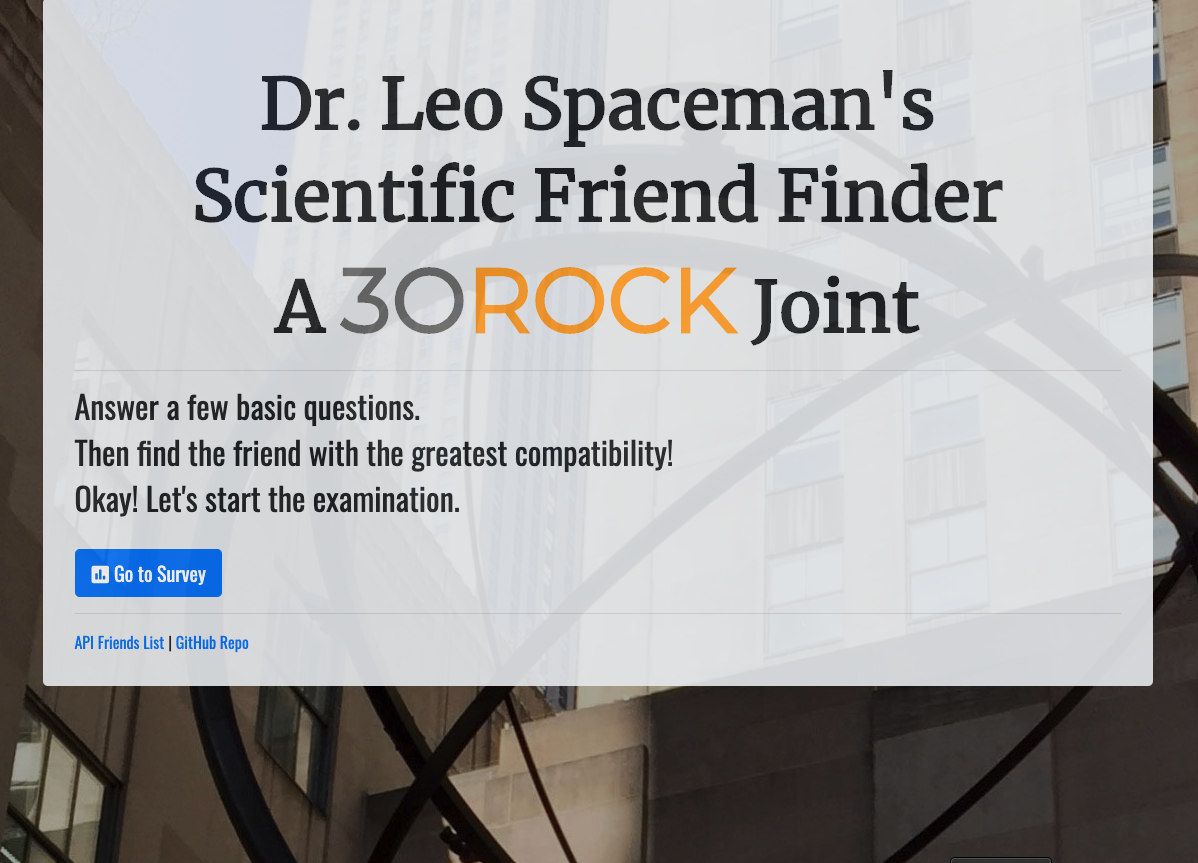 Dr. Leo Spaceman's
Scientific Friend Finder
A 30ROCK Joint
Answer a few basic questions.
Then find the friend with the greatest compatibility!
Okay! Let's start the examination.
Go to Survey
API Friends List | GitHub Repo